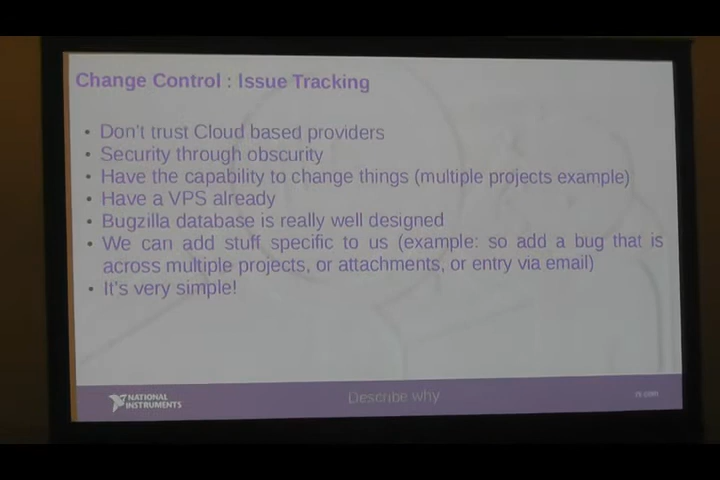 Change Control : Issue Tracking
• Don't trust Cloud based providers
• Security through obscurity
• Have the capability to change things (multiple projects example)
• Have a VPS already
• Bugzilla database is really well designed
• We can add stuff specific to us (example: so add a bug that is
across multiple projects, or attachments, or entry via email)
• It's very simple!
NATIONAL
INSTRUMENTS
Describe why